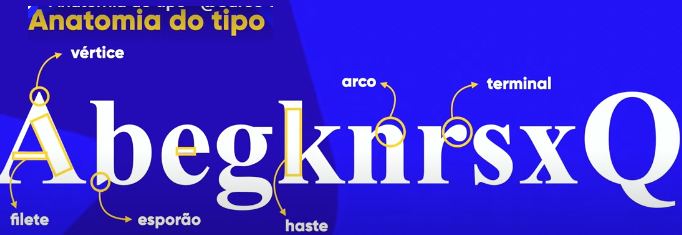 Anatomia do tipo
vértice
arco
terminal
AbegknrsxQ
filete
esporão
haste